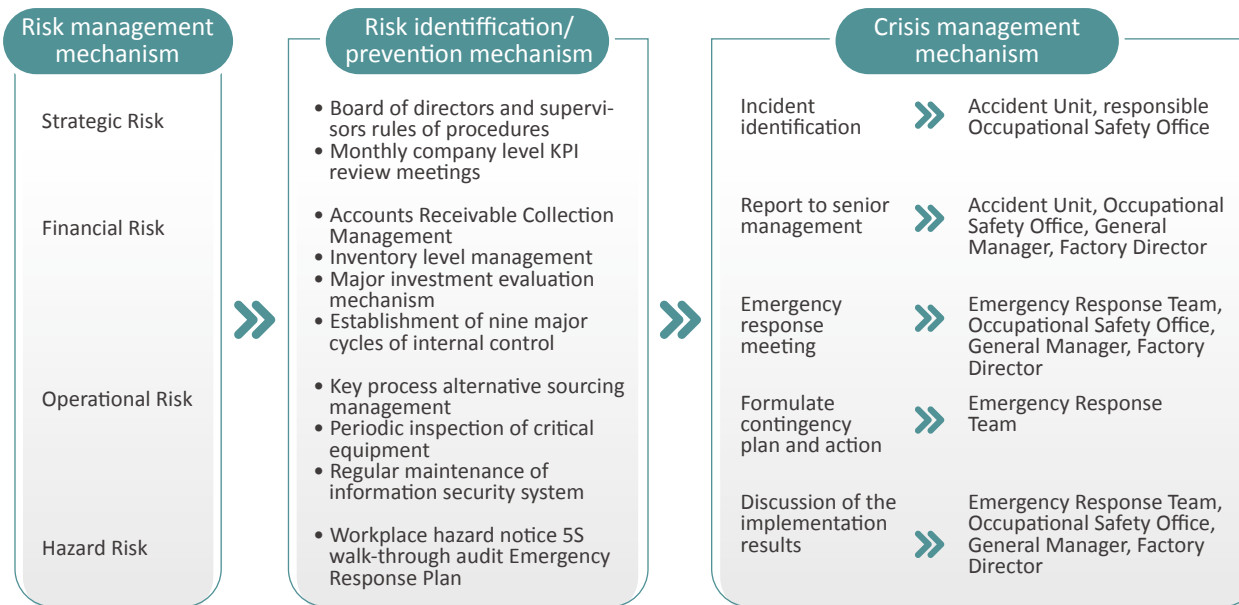 Risk management
mechanism
Strategic Risk
Financial Risk
Operational Risk
Hazard Risk
Risk identiffication/
prevention mechanism
• Board of directors and supervi-
sors rules of procedures
• Monthly company level KPI
review meetings
• Accounts Receivable Collection
Management
• Inventory level management
• Major investment evaluation
mechanism
• Establishment of nine major
cycles of internal control
• Key process alternative sourcing
management
• Periodic inspection of critical
equipment
• Regular maintenance of
information security system
• Workplace hazard notice 5S
walk-through audit Emergency
Response Plan
Crisis management
mechanism
Incident
identification
Accident Unit, responsible
Occupational Safety Office
Report to senior
management
Accident Unit, Occupational
Safety Office, General
Manager, Factory Director
Emergency
response
meeting
Emergency Response Team,
Occupational Safety Office,
General Manager, Factory
Director
Formulate
contingency
plan and action
Emergency Response
Team
Discussion of the
implementation
results
Emergency Response Team,
Occupational Safety Office,
General Manager, Factory
Director